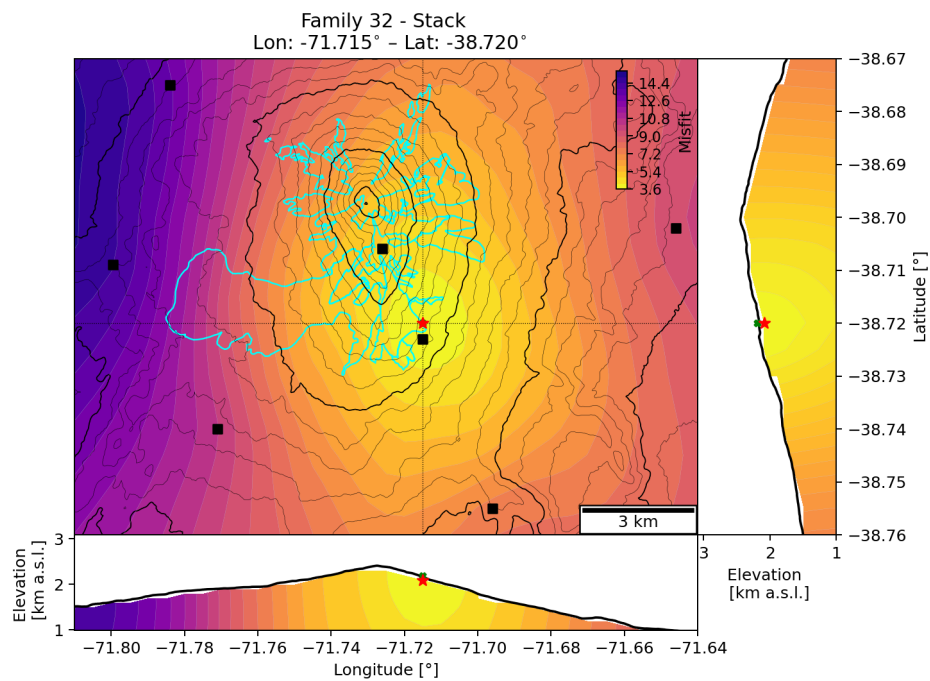 Family 32 - Stack
Lon: -71.715° – Lat: -38.720°
14.4
12.6
10.8
9.0
7.2
5.4
3.6
Misfit
3 km
−38.67
−38.68
−38.69
−38.70
−38.71
−38.72
−38.73
−38.74
−38.75
−38.76
Latitude [°]
3 2 1
Elevation
[km a.s.l.]
3
2
1
Elevation
[km a.s.l.]
−71.80 −71.78 −71.76 −71.74 −71.72 −71.70 −71.68 −71.66 −71.64
Longitude [°]